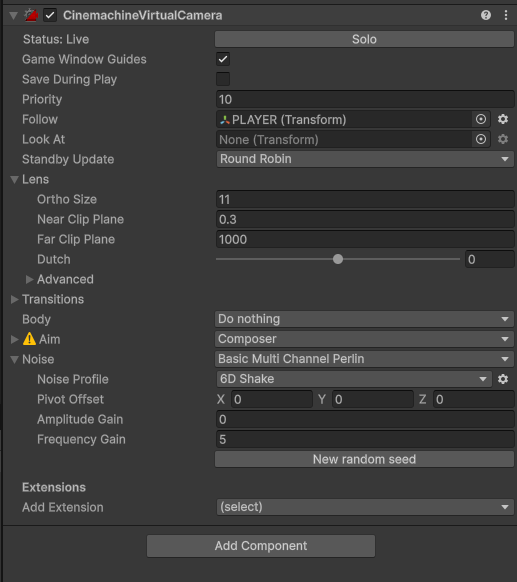 CinemachineVirtualCamera
Status: Live Solo
Game Window Guides
Save During Play
Priority 10
Follow PLAYER (Transform)
Look At None (Transform)
Standby Update Round Robin
Lens
Ortho Size 11
Near Clip Plane 0.3
Far Clip Plane 1000
Dutch 0
Advanced
Transitions
Body Do nothing
Aim Composer
Noise Basic Multi Channel Perlin
Noise Profile 6D Shake
Pivot Offset X 0 Y 0 Z 0
Amplitude Gain 0
Frequency Gain 5
New random seed
Extensions
Add Extension (select)
Add Component